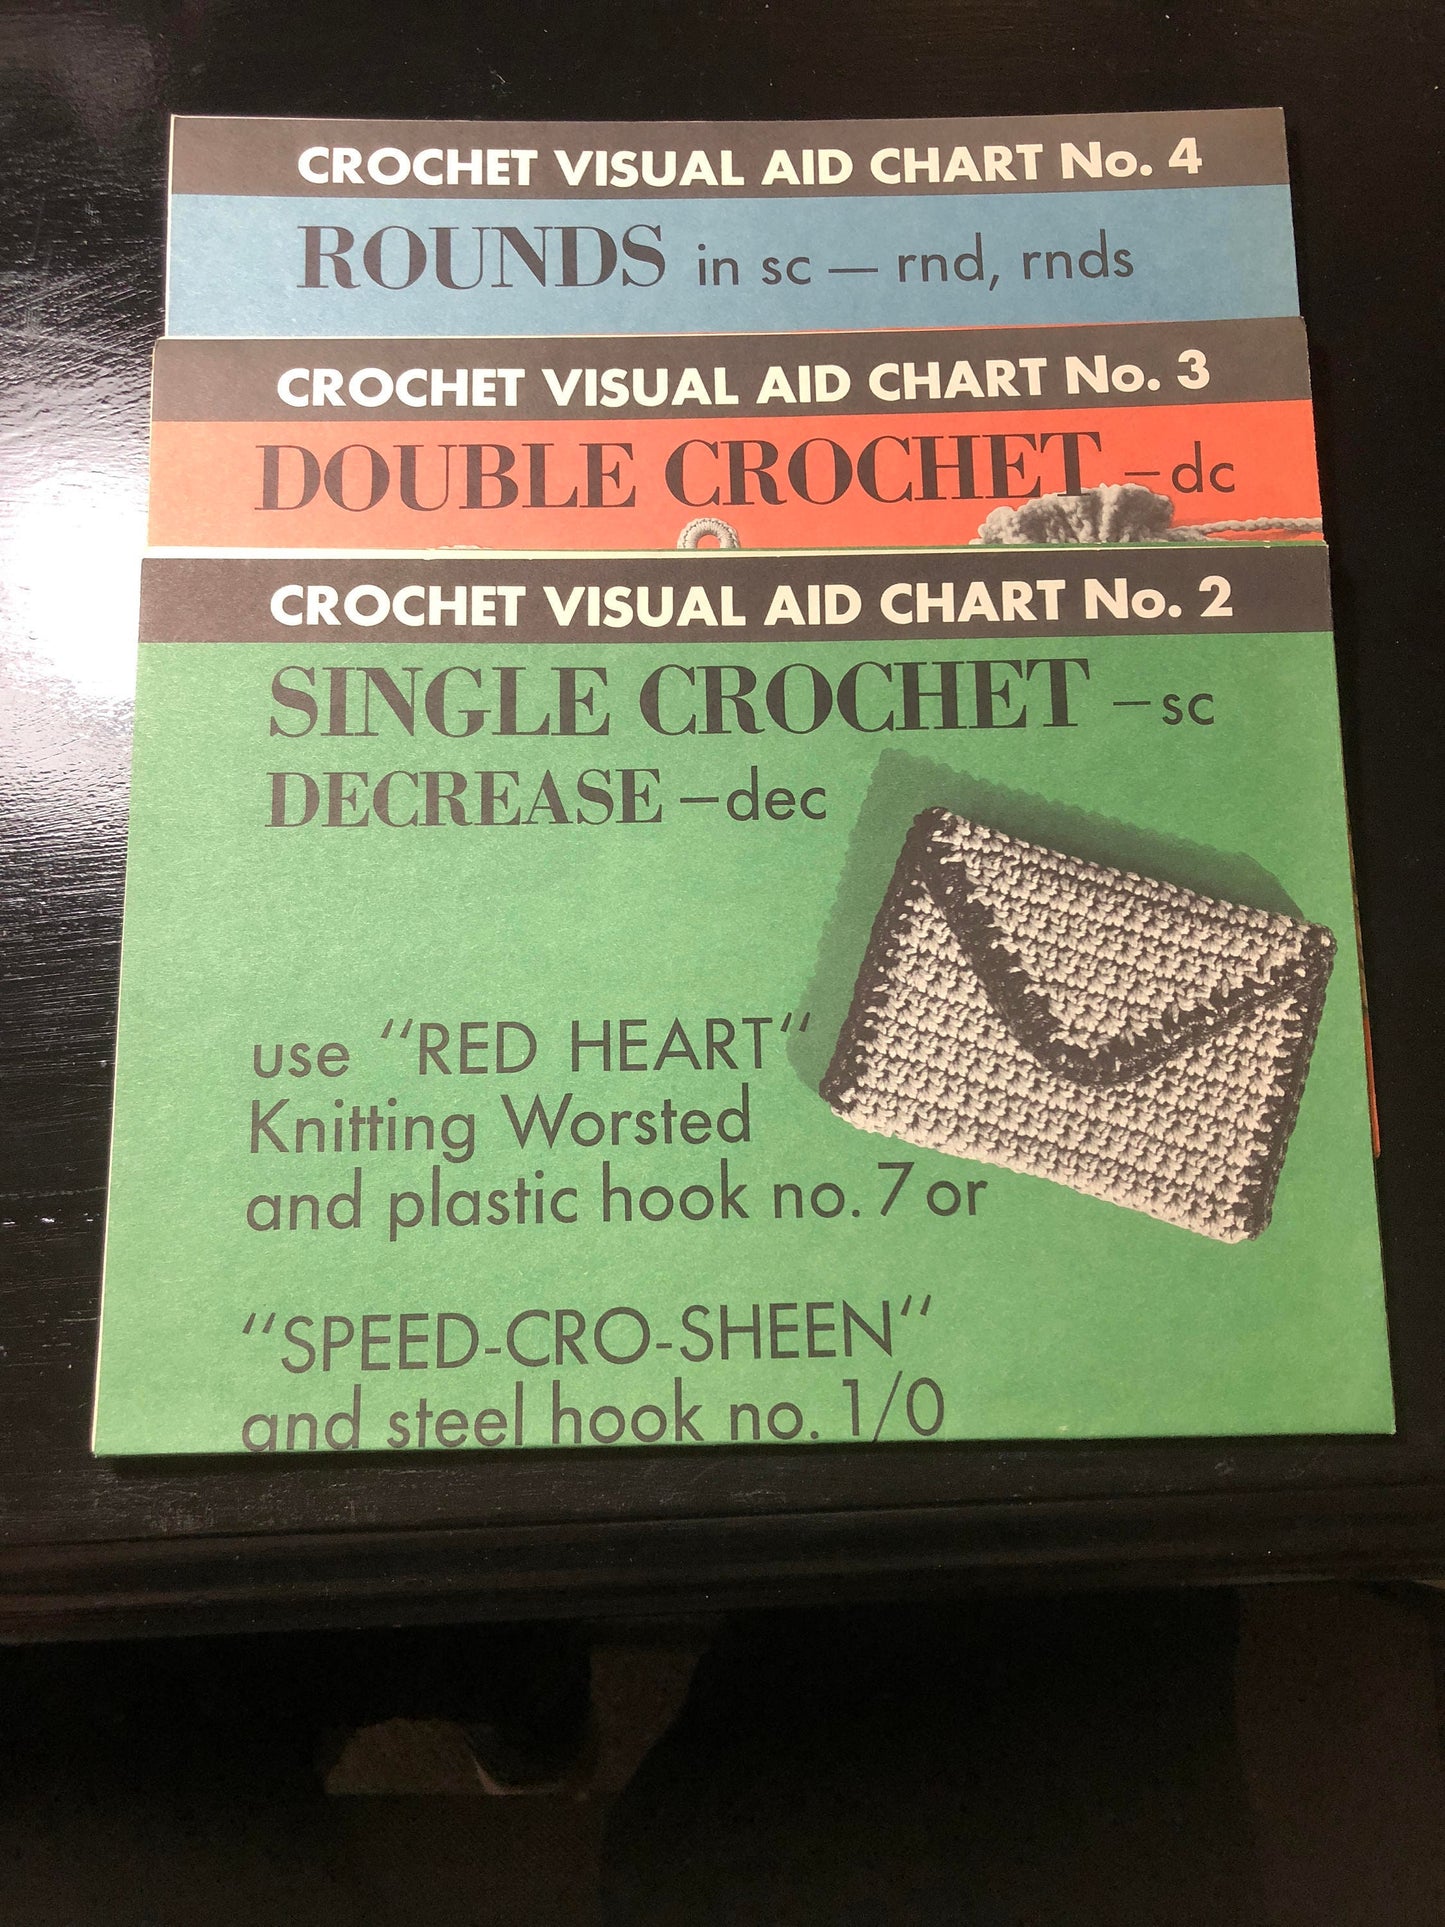 CROCHET VISUAL AID CHART No. 4
ROUNDS in sc — rnd, rnds
CROCHET VISUAL AID CHART No. 3
DOUBLE CROCHET – dc
CROCHET VISUAL AID CHART No. 2
SINGLE CROCHET – sc
DECREASE – dec
use “RED HEART“
Knitting Worsted
and plastic hook no. 7 or
“SPEED-CRO-SHEEN“
and steel hook no. 1/0